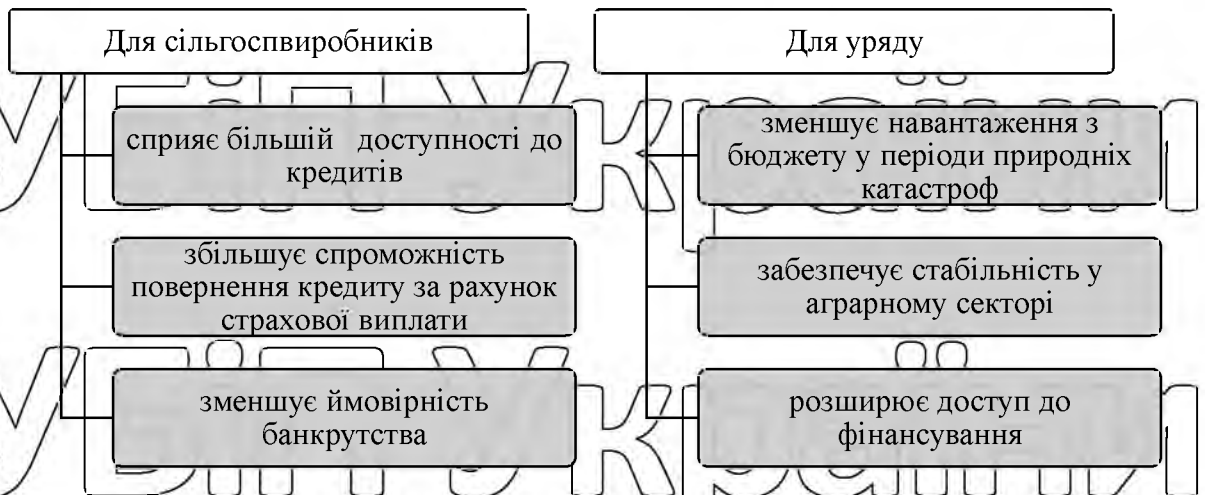 Для сільгоспвиробників
сприяє більшій доступності до
кредитів
збільшує спроможність
повернення кредиту за рахунок
страхової виплати
зменшує ймовірність
банкрутства
Для уряду
зменшує навантаження з
бюджету у періоди природніх
катастроф
забезпечує стабільність у
аграрному секторі
розширює доступ до
фінансування